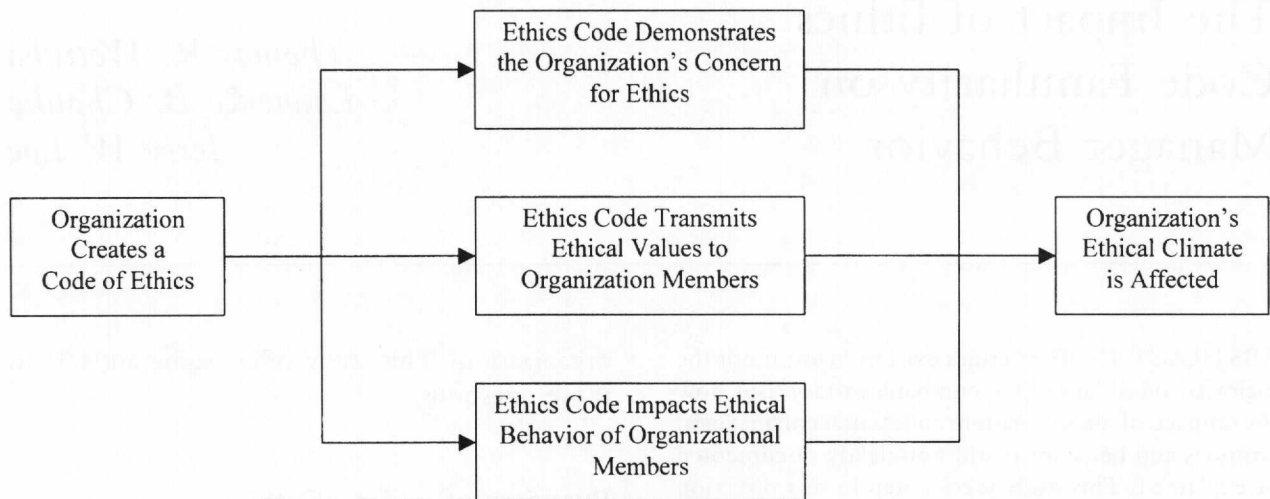 Ethics Code Demonstrates
the Organization's Concern
for Ethics
Organization
Creates a
Code of Ethics
Ethics Code Transmits
Ethical Values to
Organization Members
Organization's
Ethical Climate
is Affected
Ethics Code Impacts Ethical
Behavior of Organizational
Members